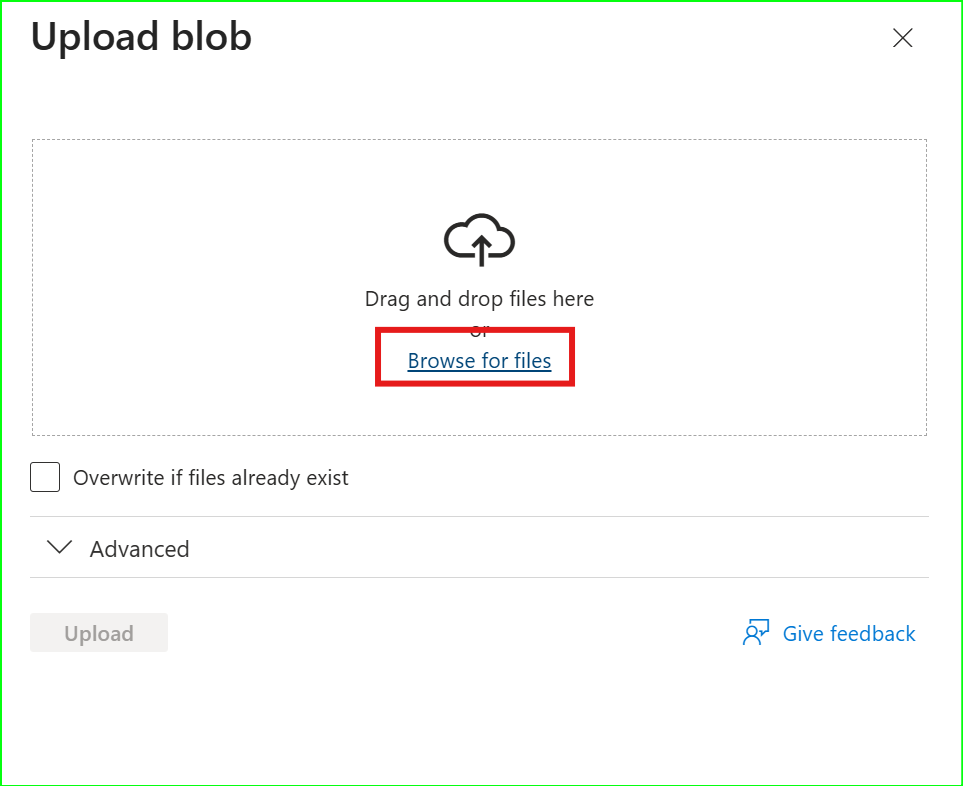 Upload blob
Drag and drop files here
or
Browse for files
Overwrite if files already exist
Advanced
Upload
Give feedback